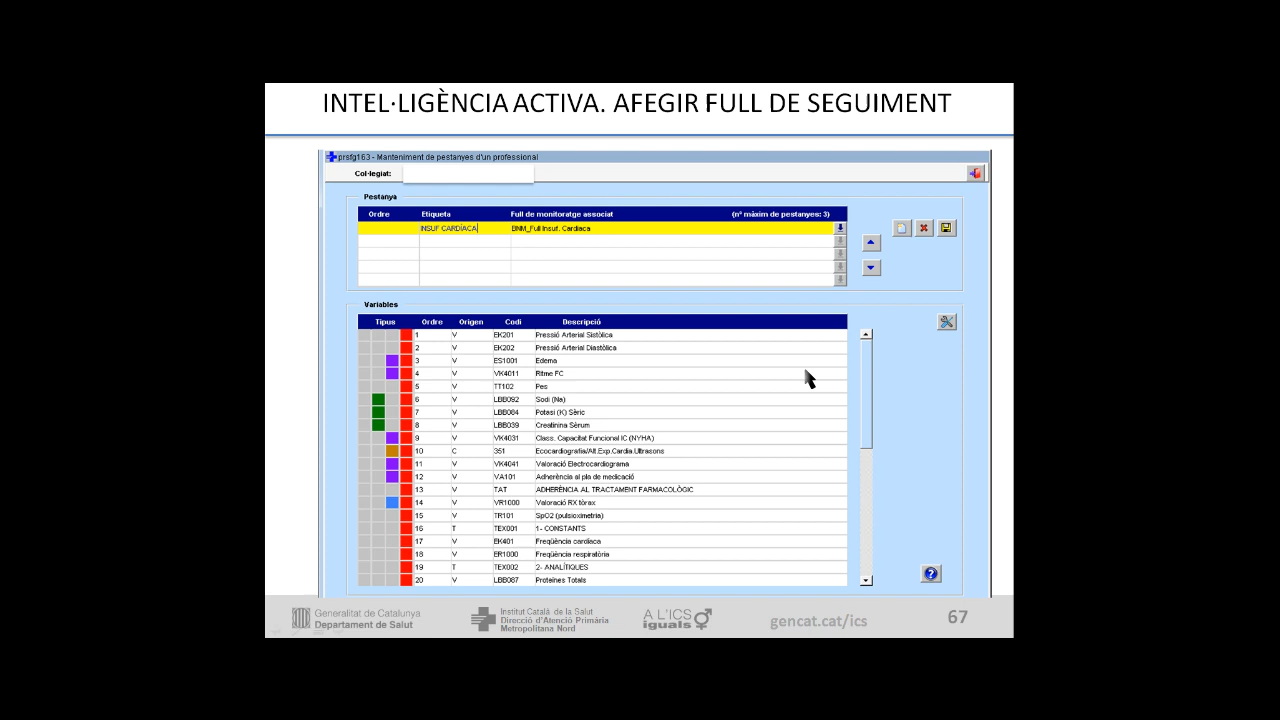 INTEL·LIGÈNCIA ACTIVA. AFEGIR FULL DE SEGUIMENT
prsfg163 - Manteniment de pestanyes d'un professional
Col·legiat:
Pestanya
Ordre Etiqueta Full de monitoratge associat (nº màxim de pestanyes: 3)
INSUF CARDÍACA BNM_Full Insuf. Cardiaca
Variables
Tipus Ordre Origen Codi Descripció
1 V EK201 Pressió Arterial Sistòlica
2 V EK202 Pressió Arterial Diastòlica
3 V ES1001 Edema
4 V VK4011 Ritme FC
5 V TT102 Pes
6 V LBB092 Sodi (Na)
7 V LBB084 Potasi (K) Sèric
8 V LBB039 Creatinina Sèrum
9 V VK4031 Class. Capacitat Funcional IC (NYHA)
10 C 351 Ecocardiografia/Alt.Exp.Cardia.Ultrasons
11 V VK4041 Valoració Electrocardiograma
12 V VA101 Adherència al pla de medicació
13 V TAT ADHERÈNCIA AL TRACTAMENT FARMACOLÒGIC
14 V VR1000 Valoració RX tòrax
15 V TR101 SpO2 (pulsioximetria)
16 T TEX001 1- CONSTANTS
17 V EK401 Freqüència cardíaca
18 V ER1000 Freqüència respiratòria
19 T TEX002 2- ANALÍTIQUES
20 V LBB087 Proteïnes Totals
Generalitat de Catalunya
Departament de Salut
Institut Català de la Salut
Direcció d'Atenció Primària
Metropolitana Nord
A L'ICS
iguals
gencat.cat/ics
67